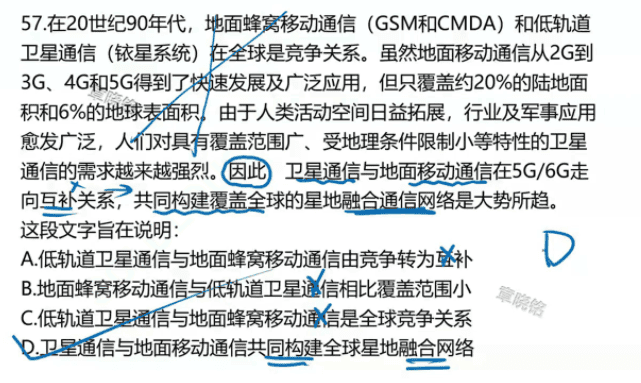 57.在20世纪90年代，地面蜂窝移动通信（GSM和CMDA）和低轨道
卫星通信（铱星系统）在全球是竞争关系。虽然地面移动通信从2G到
3G、4G和5G得到了快速发展及广泛应用，但只覆盖约20%的陆地面
积和6%的地球表面积。由于人类活动空间日益拓展，行业及军事应用
愈发广泛，人们对具有覆盖范围广、受地理条件限制小等特性的卫星
通信的需求越来越强烈。因此 卫星通信与地面移动通信在5G/6G走
向互补关系，共同构建覆盖全球的星地融合通信网络是大势所趋。
这段文字旨在说明：
A.低轨道卫星通信与地面蜂窝移动通信由竞争转为互补
D
B.地面蜂窝移动通信与低轨道卫星通信相比覆盖范围小
C.低轨道卫星通信与地面蜂窝移动通信是全球竞争关系
D.卫星通信与地面移动通信共同构建全球星地融合网络
章晓铭
章晓铭